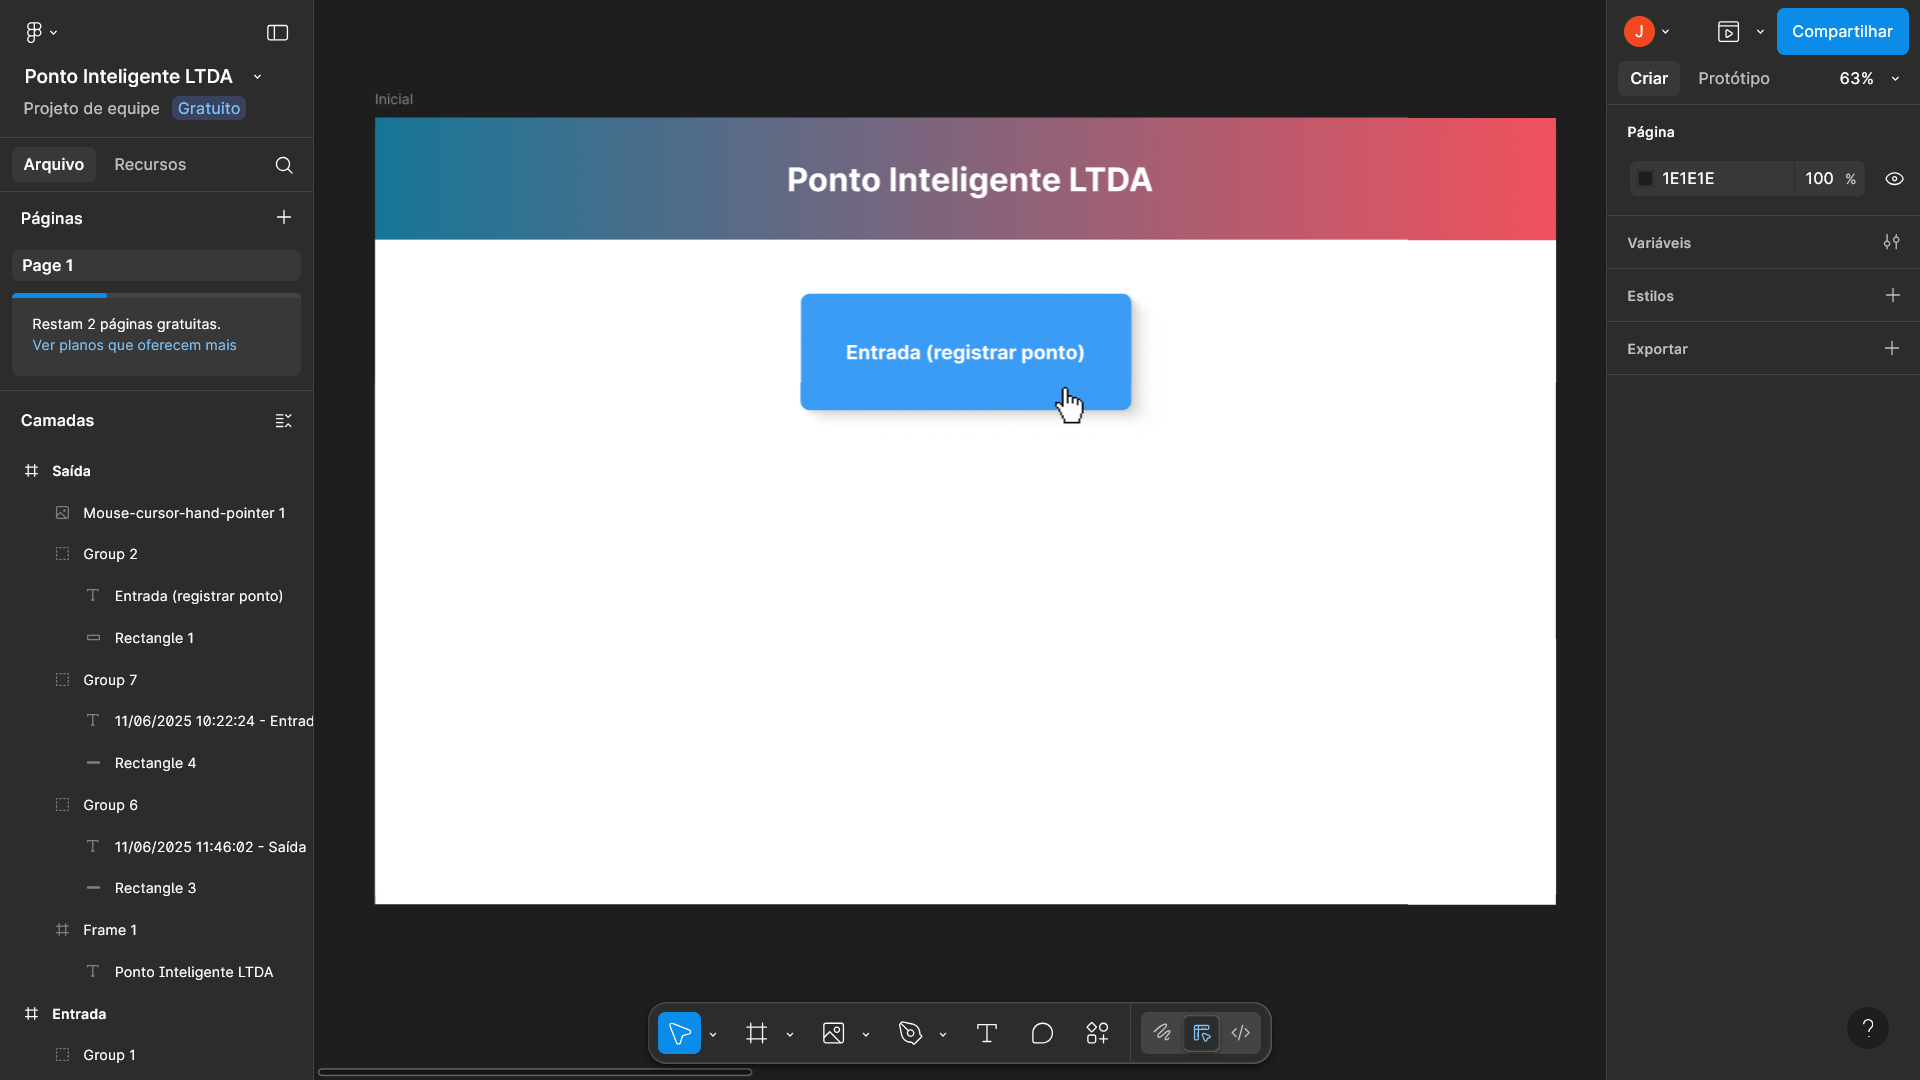 Ponto Inteligente LTDA
Projeto de equipe Gratuito
Arquivo Recursos
Páginas
Page 1
Restam 2 páginas gratuitas.
Ver planos que oferecem mais
Camadas
Saída
Mouse-cursor-hand-pointer 1
Group 2
Entrada (registrar ponto)
Rectangle 1
Group 7
11/06/2025 10:22:24 - Entrad
Rectangle 4
Group 6
11/06/2025 11:46:02 - Saída
Rectangle 3
Frame 1
Ponto Inteligente LTDA
Entrada
Group 1
Inicial
Ponto Inteligente LTDA
Entrada (registrar ponto)
J
Compartilhar
Criar Protótipo 63%
Página
1E1E1E 100 %
Variáveis
Estilos
Exportar
?